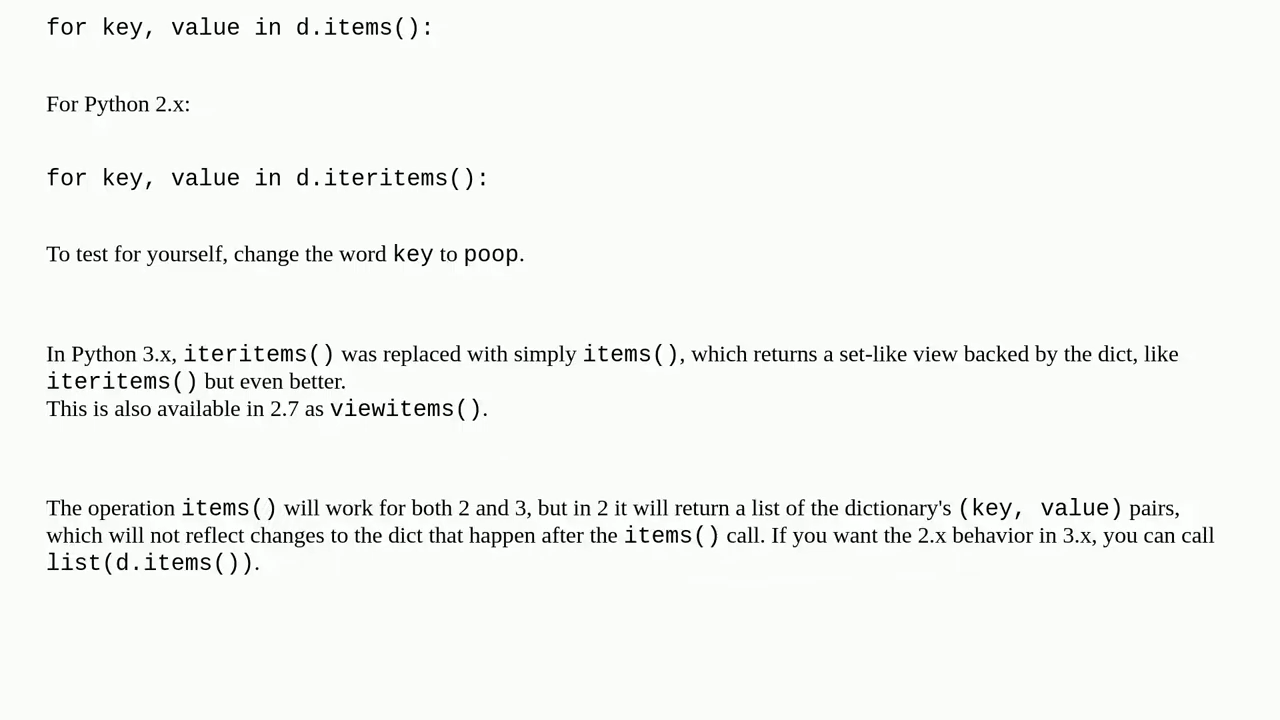 for key, value in d.items():
For Python 2.x:
for key, value in d.iteritems():
To test for yourself, change the word key to poop.
In Python 3.x, iteritems() was replaced with simply items(), which returns a set-like view backed by the dict, like
iteritems() but even better.
This is also available in 2.7 as viewitems().
The operation items() will work for both 2 and 3, but in 2 it will return a list of the dictionary's (key, value) pairs,
which will not reflect changes to the dict that happen after the items() call. If you want the 2.x behavior in 3.x, you can call
list(d.items()).